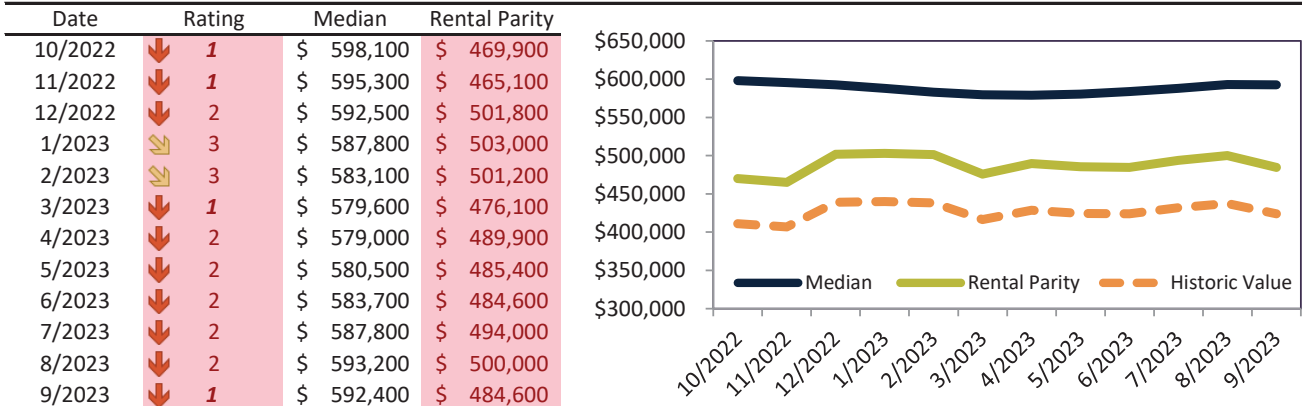 Date Rating Median Rental Parity
10/2022 1 $ 598,100 $ 469,900
11/2022 1 $ 595,300 $ 465,100
12/2022 2 $ 592,500 $ 501,800
1/2023 3 $ 587,800 $ 503,000
2/2023 3 $ 583,100 $ 501,200
3/2023 1 $ 579,600 $ 476,100
4/2023 2 $ 579,000 $ 489,900
5/2023 2 $ 580,500 $ 485,400
6/2023 2 $ 583,700 $ 484,600
7/2023 2 $ 587,800 $ 494,000
8/2023 2 $ 593,200 $ 500,000
9/2023 1 $ 592,400 $ 484,600
$650,000
$600,000
$550,000
$500,000
$450,000
$400,000
$350,000
$300,000
Median Rental Parity Historic Value
10/2022 11/2022 12/2022 1/2023 2/2023 3/2023 4/2023 5/2023 6/2023 7/2023 8/2023 9/2023